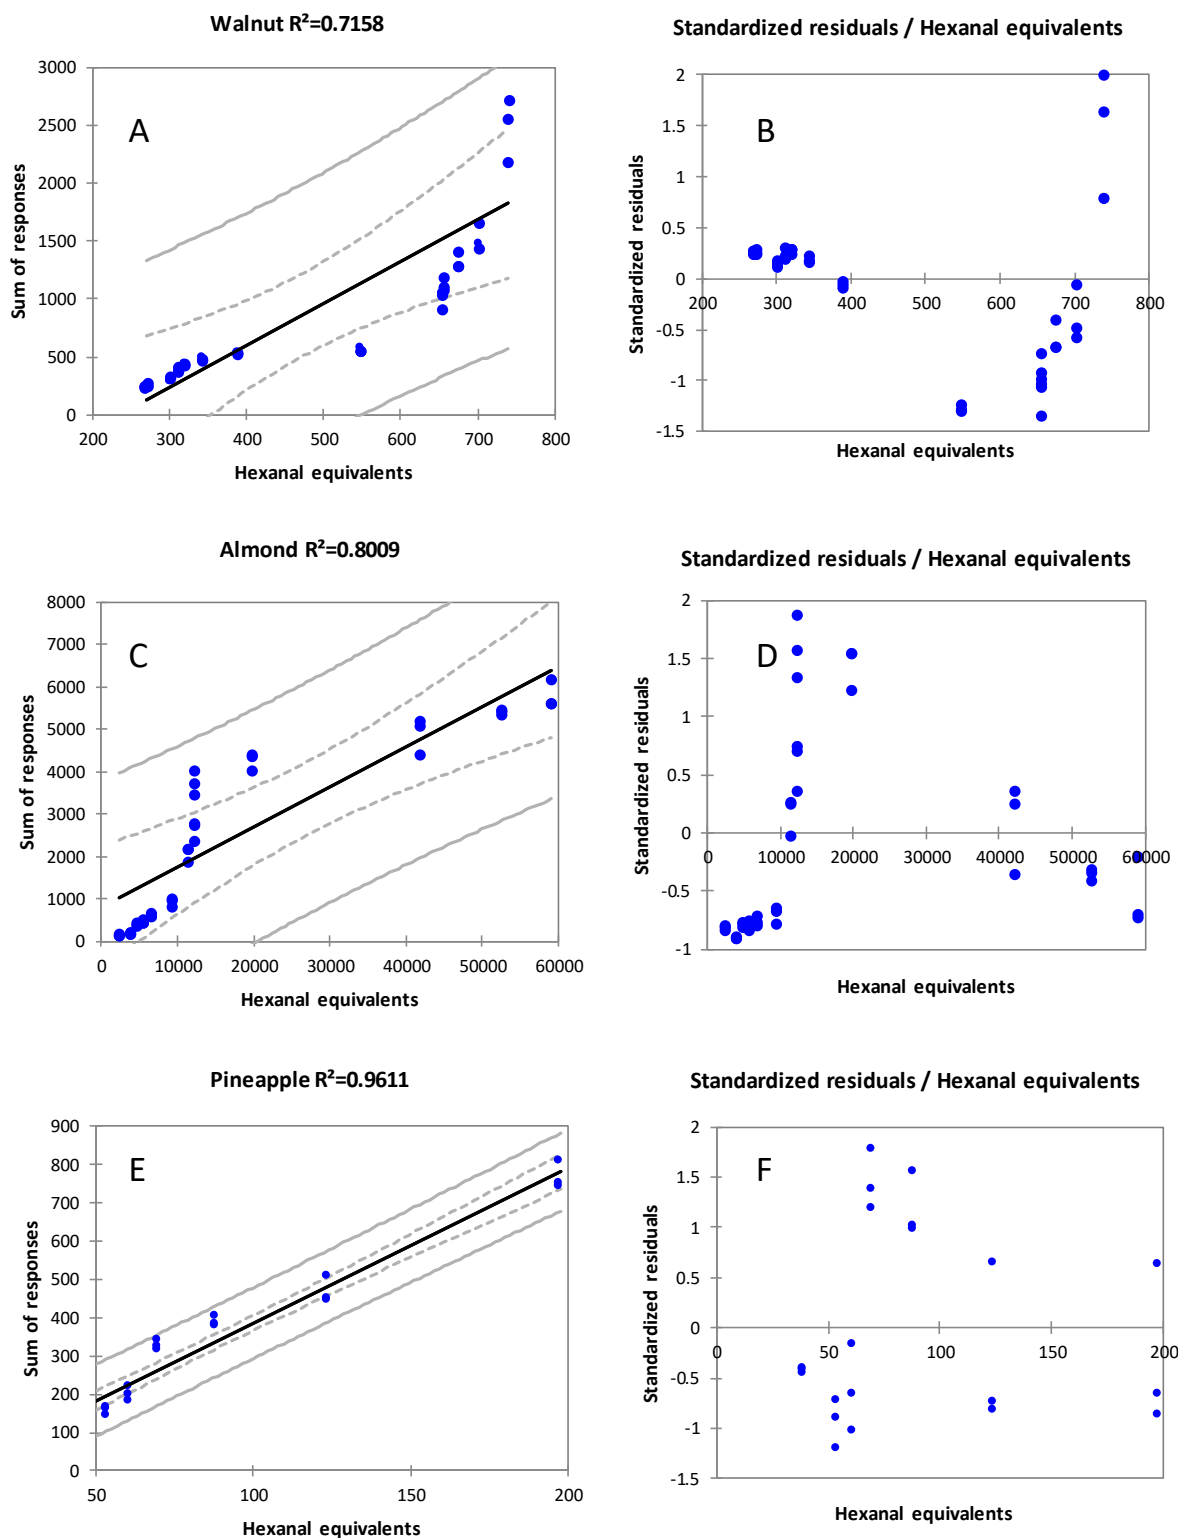 Walnut R²=0.7158
3000
2500
2000
1500
1000
500
0
200 300 400 500 600 700 800
Sum of responses
Hexanal equivalents
A
Standardized residuals / Hexanal equivalents
2
1.5
1
0.5
0
-0.5
-1
-1.5
200 300 400 500 600 700 800
Standardized residuals
Hexanal equivalents
B
Almond R²=0.8009
8000
7000
6000
5000
4000
3000
2000
1000
0
0 10000 20000 30000 40000 50000 60000
Sum of responses
Hexanal equivalents
C
Standardized residuals / Hexanal equivalents
2
1.5
1
0.5
0
-0.5
-1
0 10000 20000 30000 40000 50000 60000
Standardized residuals
Hexanal equivalents
D
Pineapple R²=0.9611
900
800
700
600
500
400
300
200
100
0
50 100 150 200
Sum of responses
Hexanal equivalents
E
Standardized residuals / Hexanal equivalents
2
1.5
1
0.5
0
-0.5
-1
-1.5
0 50 100 150 200
Standardized residuals
Hexanal equivalents
F